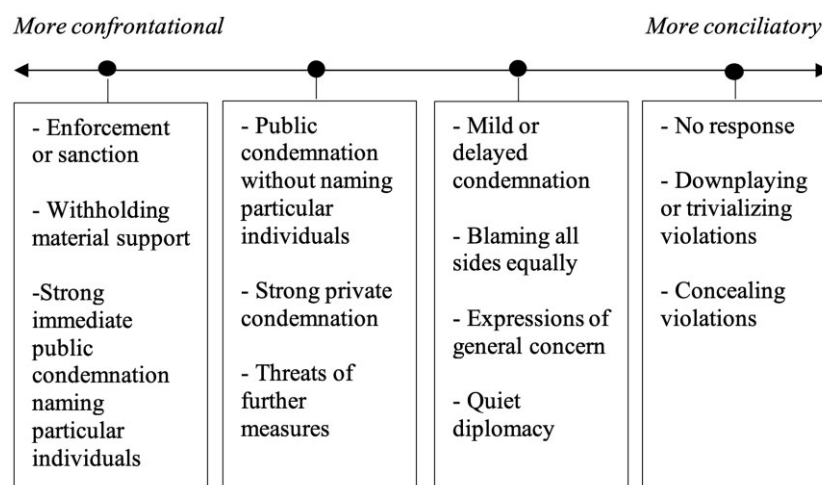 More confrontational
More conciliatory
- Enforcement
or sanction
- Withholding
material support
-Strong
immediate
public
condemnation
naming
particular
individuals
- Public
condemnation
without naming
particular
individuals
- Strong private
condemnation
- Threats of
further
measures
- Mild or
delayed
condemnation
- Blaming all
sides equally
- Expressions of
general concern
- Quiet
diplomacy
- No response
- Downplaying
or trivializing
violations
- Concealing
violations